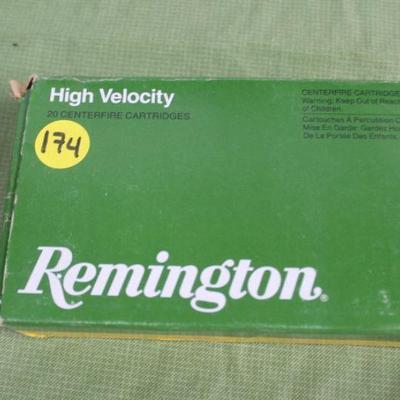 High Velocity
20 CENTERFIRE CARTRIDGES
174
CENTERFIRE CARTRIDGE
Warning: Keep Out of Reach
of Children.
Cartouches À Percussion C
Mise En Garde: Gardez Ho
De La Portée Des Enfants.
Remington®